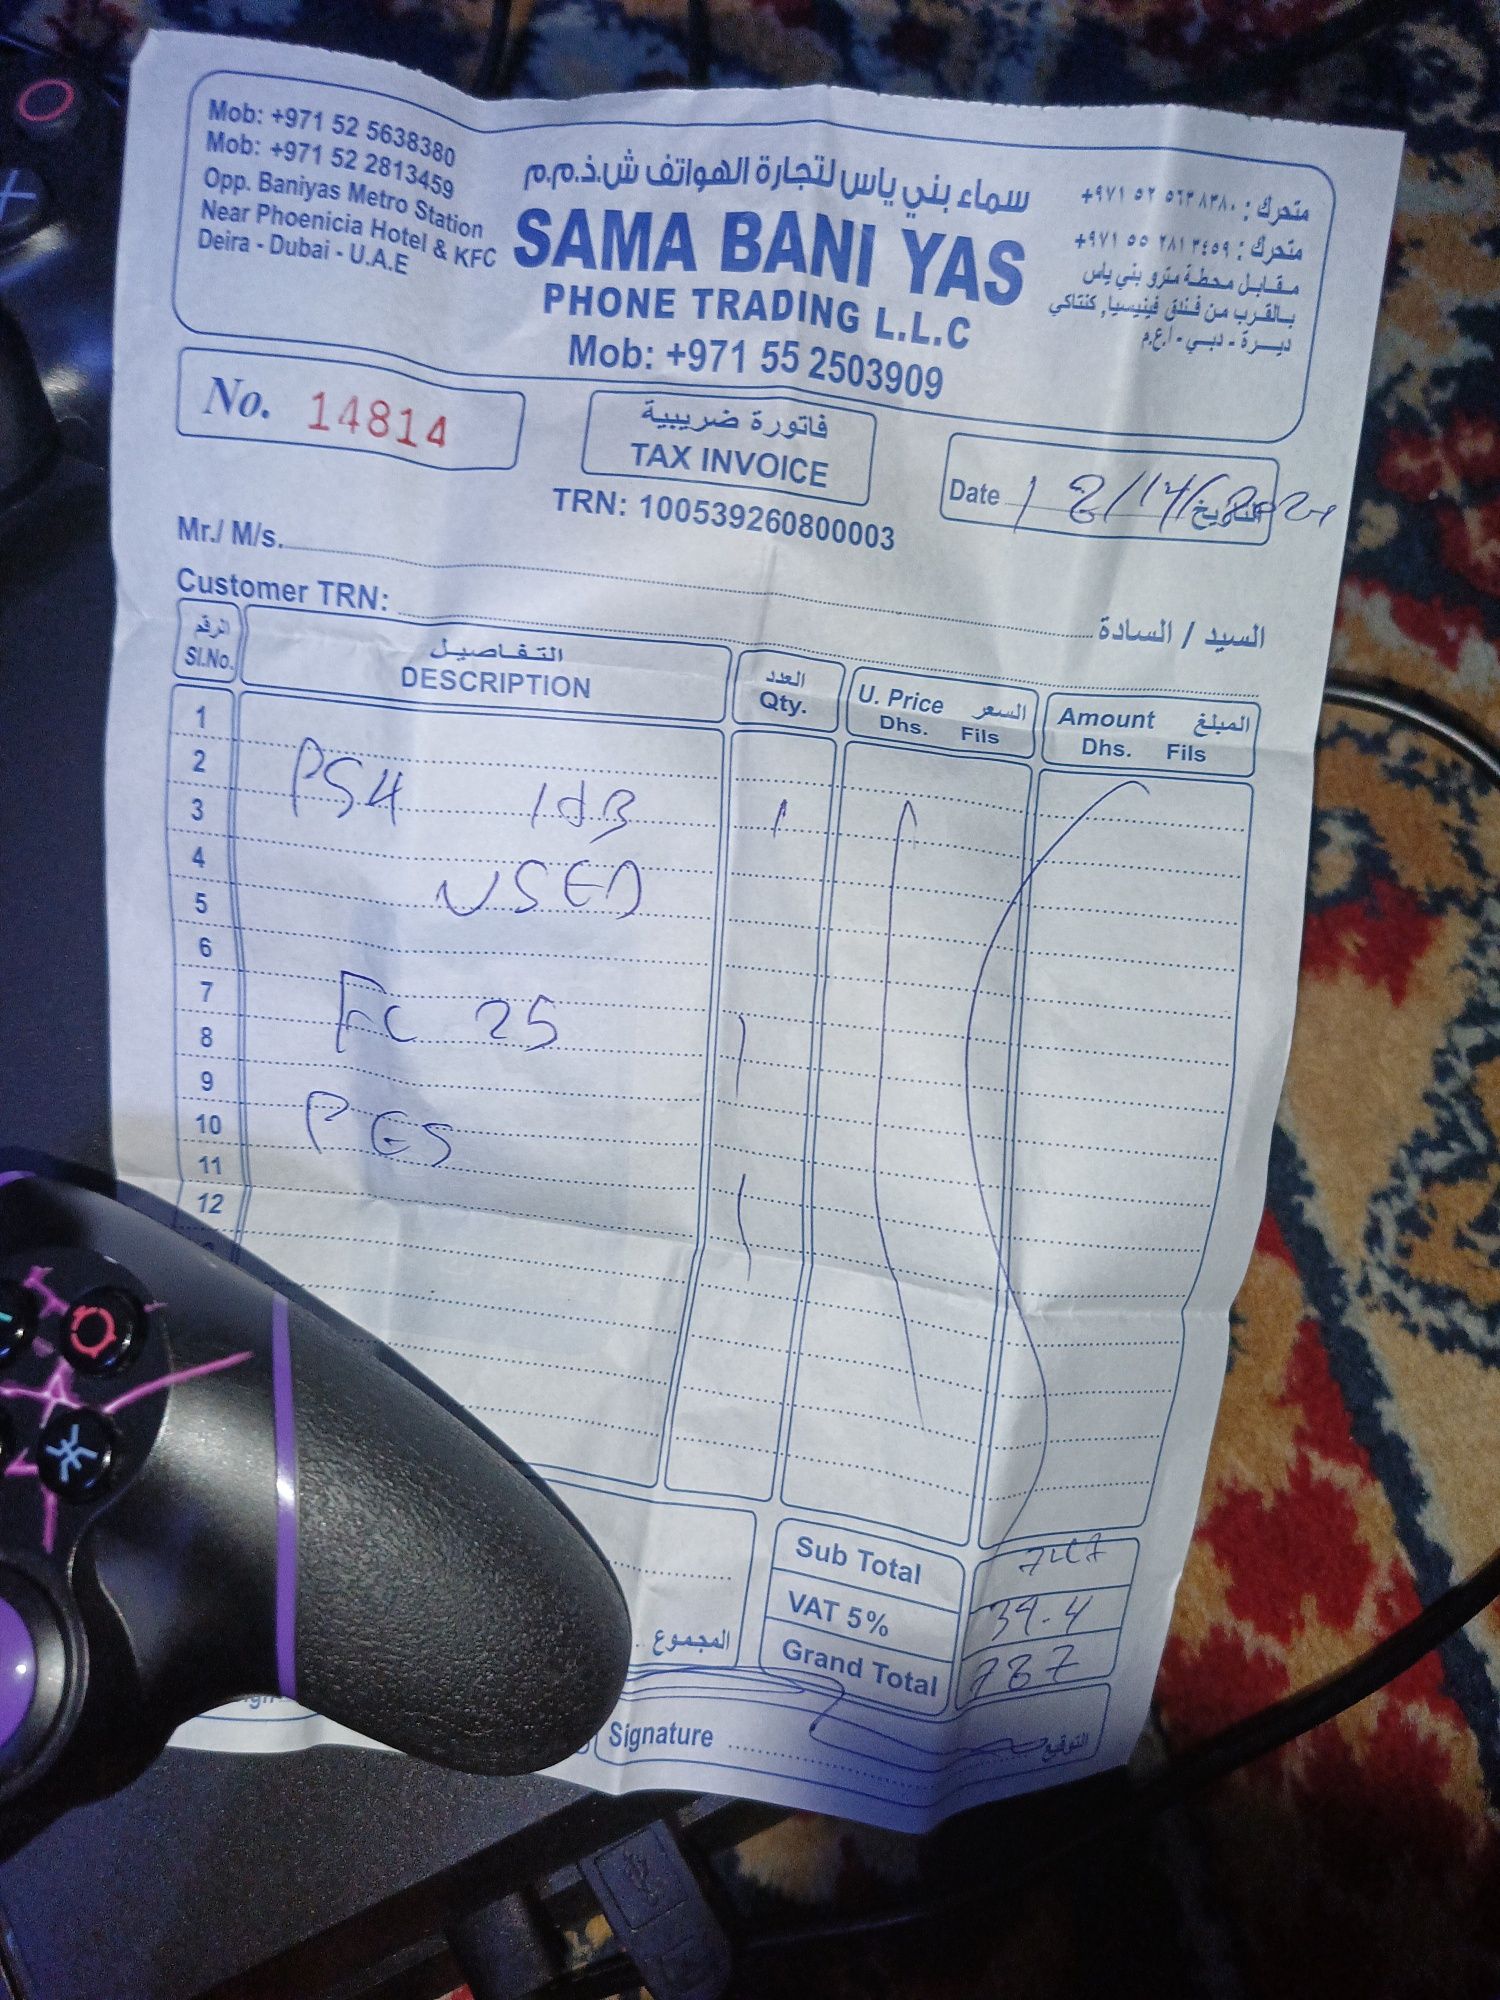 Mob: +971 52 5638380
Mob: +971 52 2813459
Opp. Baniyas Metro Station
Near Phoenicia Hotel & KFC
Deira - Dubai - U.A.E
سماء بني ياس لتجارة الهواتف ش.ذ.م.م
SAMA BANI YAS
PHONE TRADING L.L.C
Mob: +971 55 2503909
متحرك : ٩٧١ ٥٢ ٥٦٣٨٣٨٠+
متحرك : ٩٧١ ٥٥ ٢٨١٣٤٥٩+
مقابل محطة مترو بني ياس
بالقرب من فندق فينيسيا, كنتاكي
ديرة - دبي - ا.ع.م
No. 14814
فاتورة ضريبية
TAX INVOICE
TRN: 100539260800003
Date التاريخ
Mr./ M/s. السيد / السادة
Customer TRN:
الرقم التفاصيل العدد
Sl.No. DESCRIPTION Qty. U. Price السعر Amount المبلغ
Dhs. Fils Dhs. Fils
1
2
3 PS4 1
4
5 USED
6
7
8 FC 25 1
9
10 PES
11
12 1
Sub Total
VAT 5% 39.4
المجموع Grand Total 787
Signature التوقيع